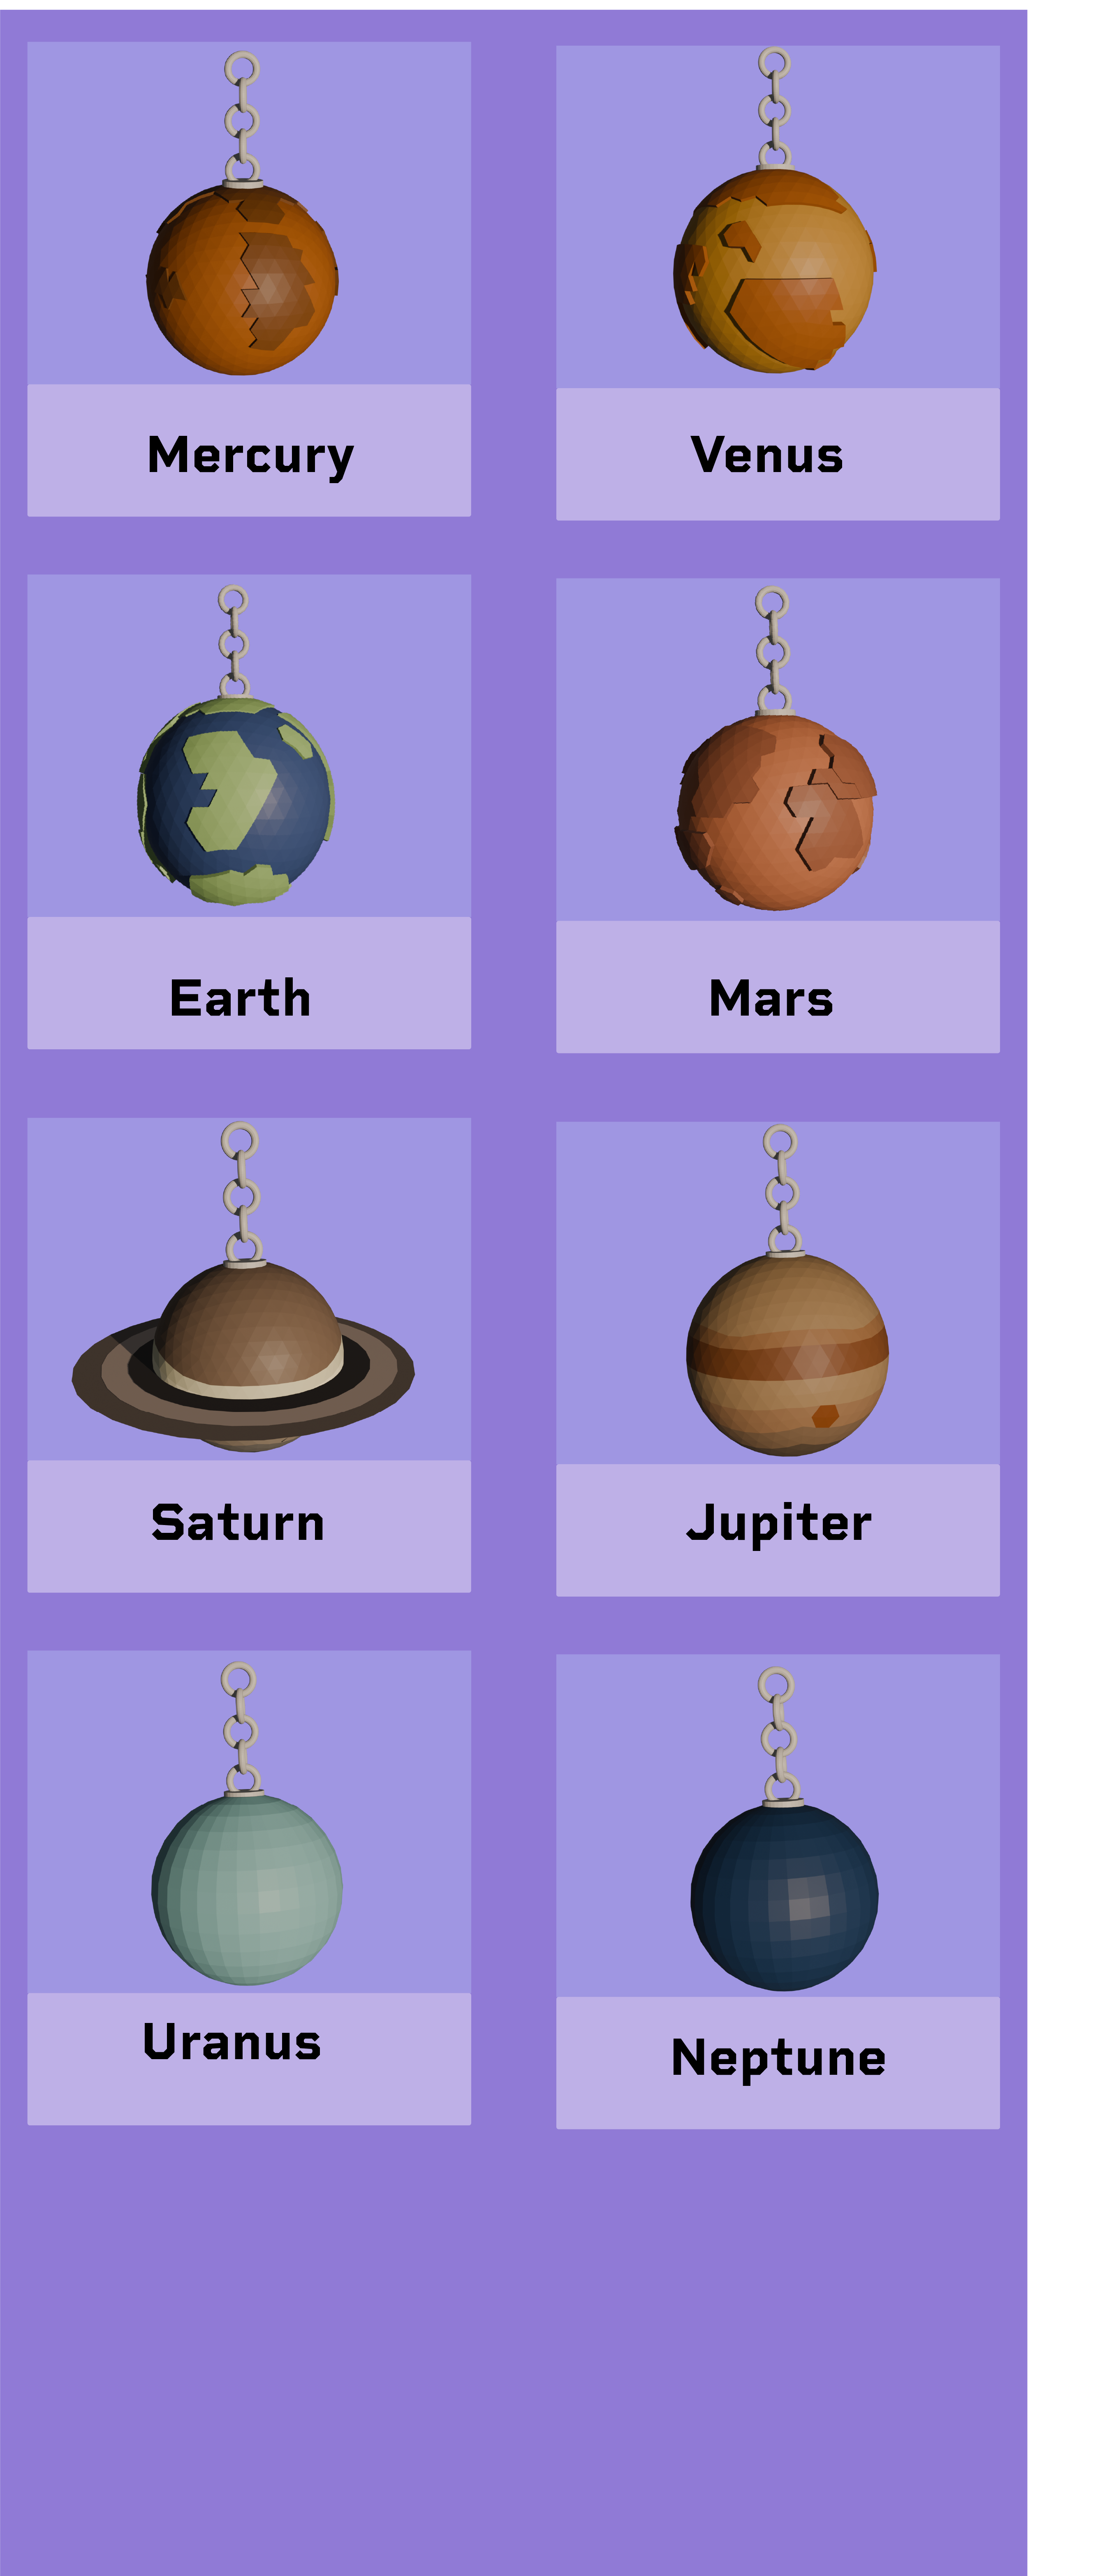 Mercury
Venus
Earth
Mars
Saturn
Jupiter
Uranus
Neptune